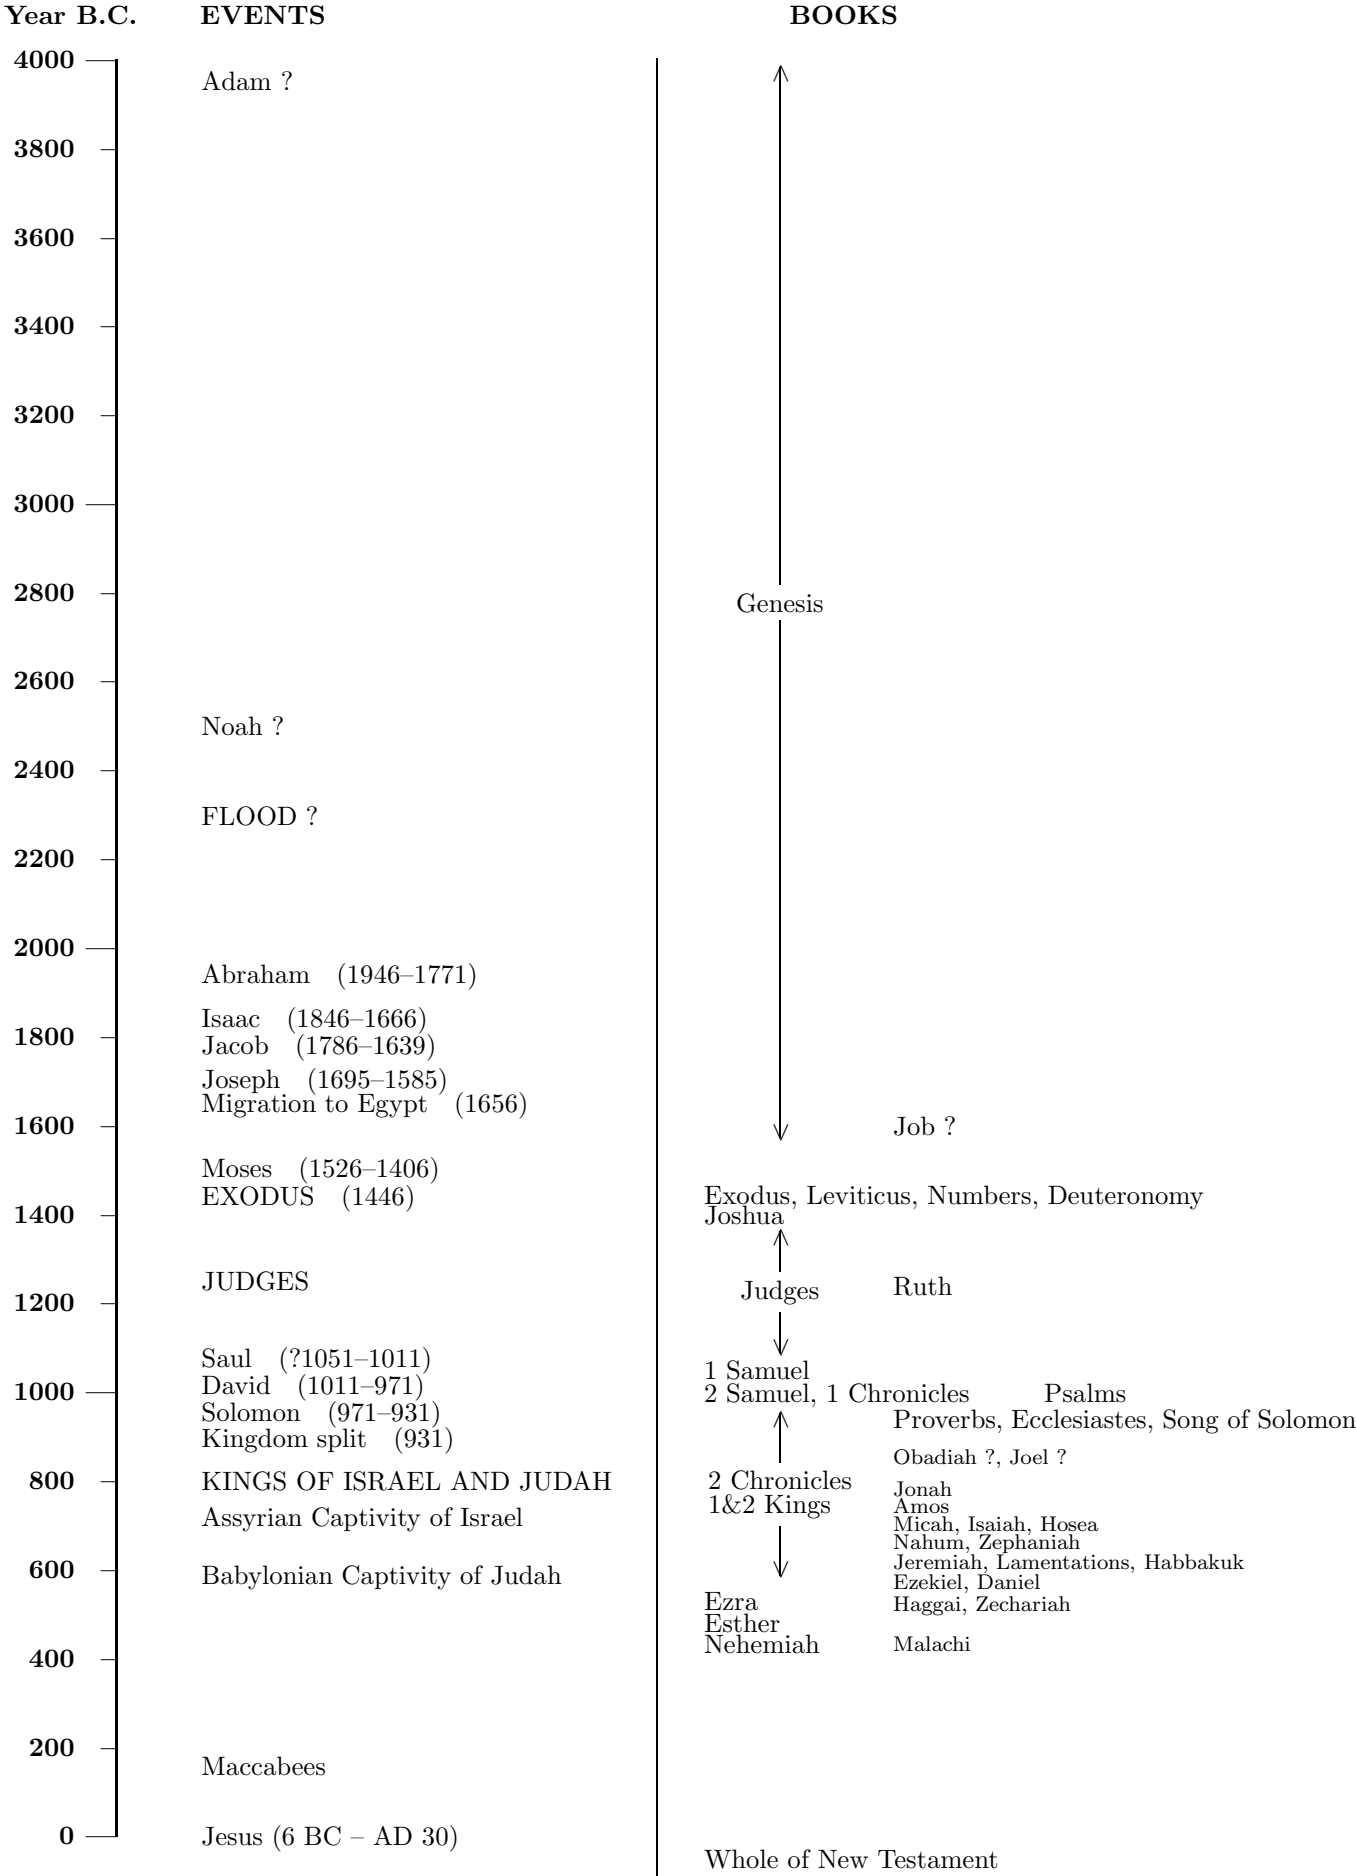 Year B.C. EVENTS BOOKS
4000
Adam ?
3800
3600
3400
3200
3000
2800
Genesis
2600
Noah ?
2400
FLOOD ?
2200
2000
Abraham (1946–1771)
Isaac (1846–1666)
1800
Jacob (1786–1639)
Joseph (1695–1585)
Migration to Egypt (1656)
1600 Job ?
Moses (1526–1406)
EXODUS (1446) Exodus, Leviticus, Numbers, Deuteronomy
1400 Joshua
JUDGES Judges Ruth
1200
Saul (?1051–1011)
1 Samuel
David (1011–971)
1000 2 Samuel, 1 Chronicles Psalms
Solomon (971–931) Proverbs, Ecclesiastes, Song of Solomon
Kingdom split (931)
Obadiah ?, Joel ?
800 KINGS OF ISRAEL AND JUDAH 2 Chronicles
Jonah
1&2 Kings Amos
Assyrian Captivity of Israel Micah, Isaiah, Hosea
Nahum, Zephaniah
Jeremiah, Lamentations, Habbakuk
600
Babylonian Captivity of Judah Ezekiel, Daniel
Ezra Haggai, Zechariah
Esther
Nehemiah Malachi
400
200
Maccabees
0 Jesus (6 BC – AD 30)
Whole of New Testament